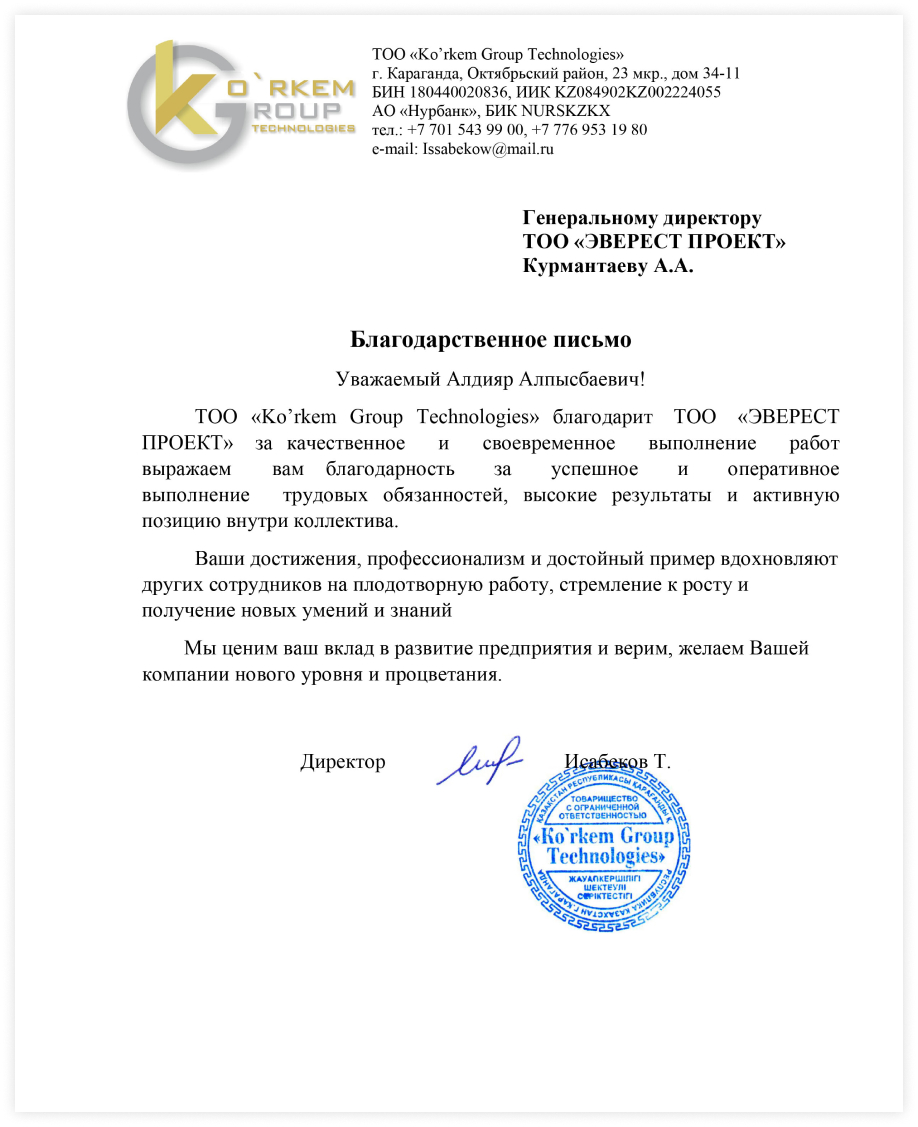 KO`RKEM
GROUP
TECHNOLOGIES
ТОО «Ko’rkem Group Technologies»
г. Караганда, Октябрьский район, 23 мкр., дом 34-11
БИН 180440020836, ИИК KZ084902KZ002224055
АО «Нурбанк», БИК NURSKZKX
тел.: +7 701 543 99 00, +7 776 953 19 80
e-mail: Issabekow@mail.ru
Генеральному директору
ТОО «ЭВЕРЕСТ ПРОЕКТ»
Курмантаеву А.А.
Благодарственное письмо
Уважаемый Алдияр Алпысбаевич!
ТОО «Ko’rkem Group Technologies» благодарит ТОО «ЭВЕРЕСТ
ПРОЕКТ» за качественное и своевременное выполнение работ
выражаем вам благодарность за успешное и оперативное
выполнение трудовых обязанностей, высокие результаты и активную
позицию внутри коллектива.
Ваши достижения, профессионализм и достойный пример вдохновляют
других сотрудников на плодотворную работу, стремление к росту и
получение новых умений и знаний
Мы ценим ваш вклад в развитие предприятия и верим, желаем Вашей
компании нового уровня и процветания.
Директор Исабеков Т.
ҚАЗАҚСТАН РЕСПУБЛИКАСЫ ҚАРАҒАНДЫ Қ.
ТОВАРИЩЕСТВО
С ОГРАНИЧЕННОЙ
ОТВЕТСТВЕННОСТЬЮ
«Ko`rkem Group
Technologies»
ЖАУАПКЕРШІЛІГІ
ШЕКТЕУЛІ
СЕРІКТЕСТІГІ
РЕСПУБЛИКА КАЗАХСТАН Г. КАРАГАНДА